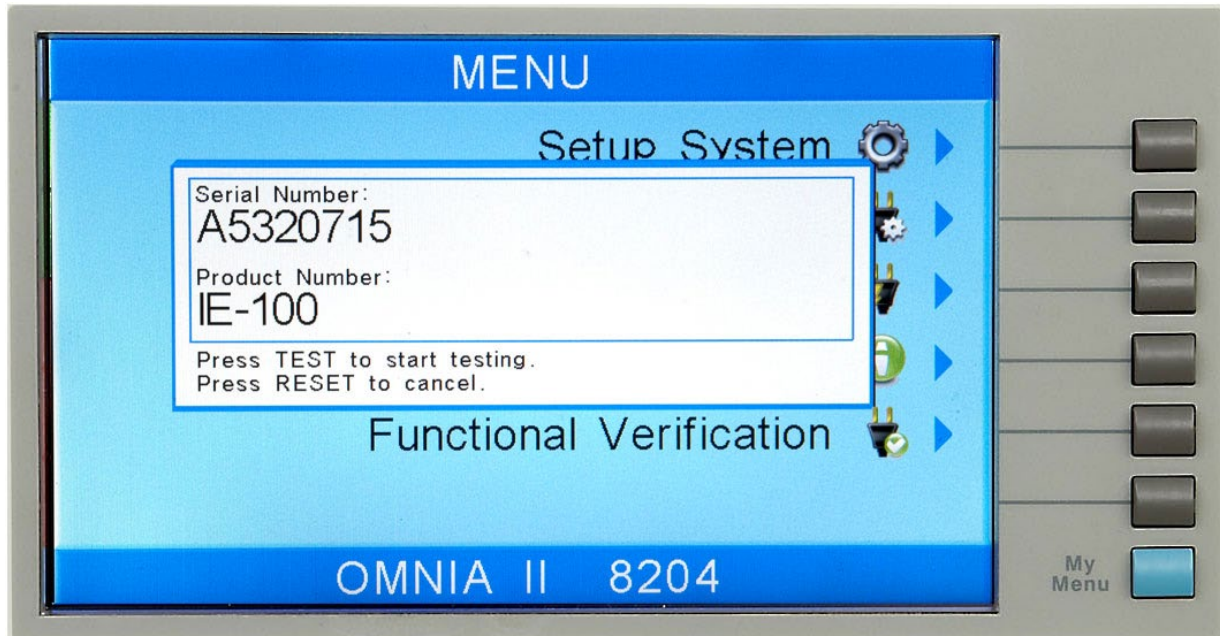 MENU
Setup System
Serial Number:
A5320715
Product Number:
IE-100
Press TEST to start testing.
Press RESET to cancel.
Functional Verification
OMNIA II 8204
My
Menu